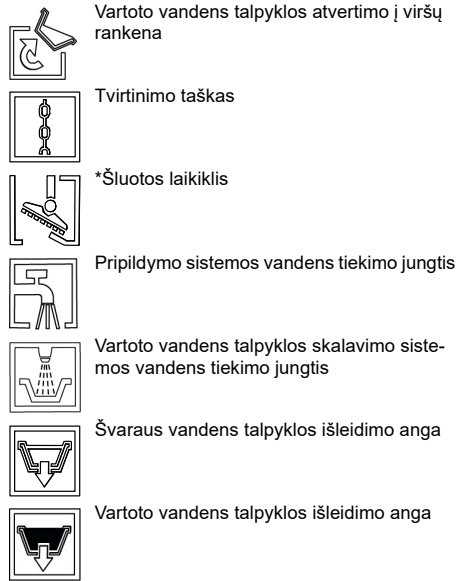 Vartoto vandens talpyklos atvertimo į viršų
rankena
Tvirtinimo taškas
*Šluotos laikiklis
Pripildymo sistemos vandens tiekimo jungtis
Vartoto vandens talpyklos skalavimo siste-
mos vandens tiekimo jungtis
Švaraus vandens talpyklos išleidimo anga
Vartoto vandens talpyklos išleidimo anga